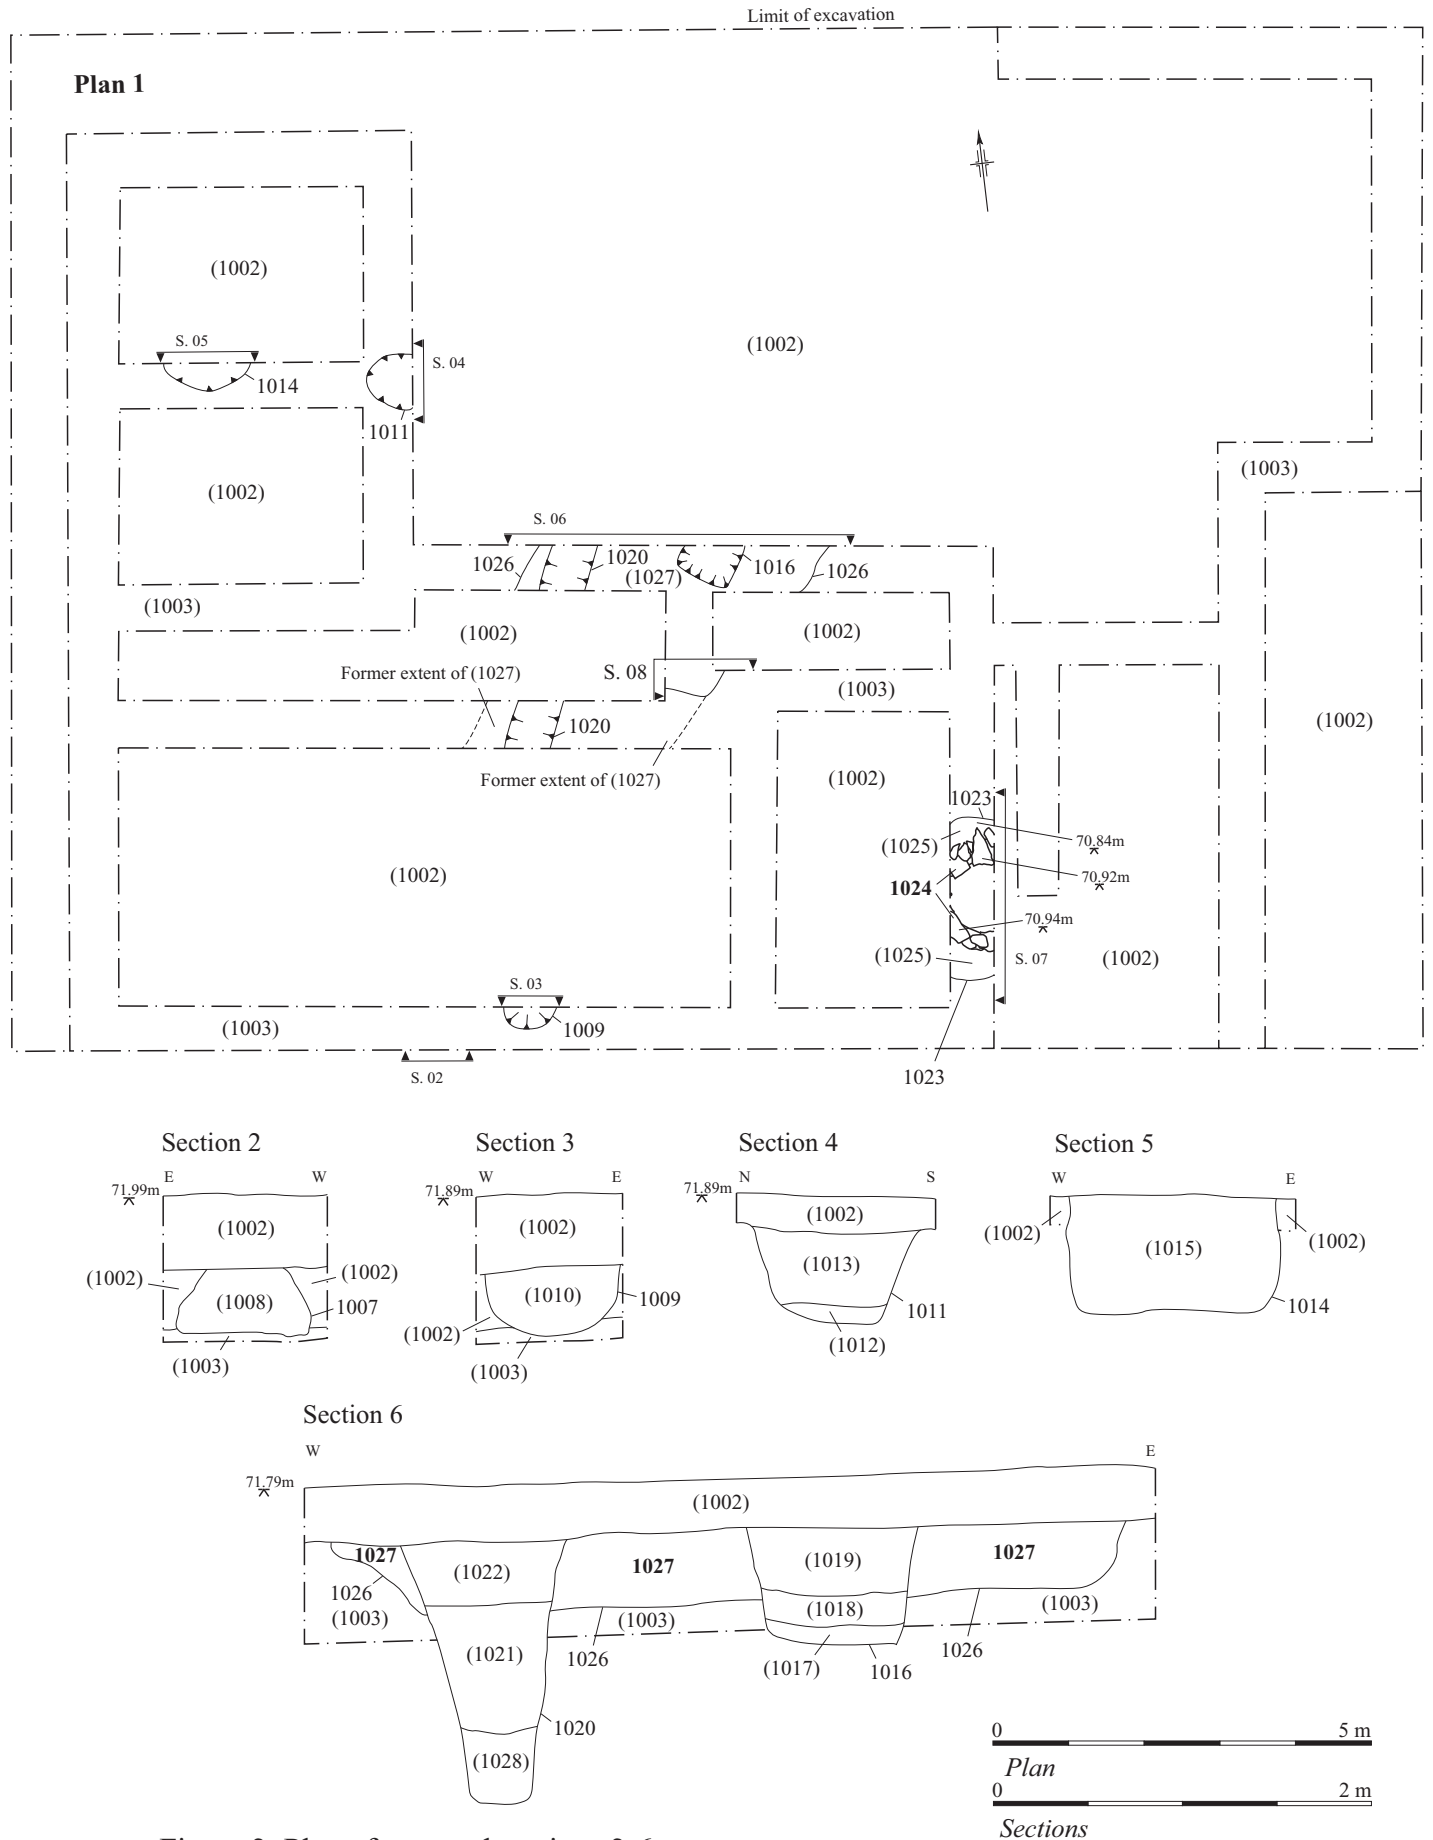 Limit of excavation
Plan 1
(1002)
S. 05
1014
S. 04
1011
(1002)
(1002)
(1003)
(1003)
S. 06
1026
1020
(1027)
1016
1026
(1002)
(1002)
Former extent of (1027)
S. 08
(1003)
1020
(1002)
Former extent of (1027)
(1002)
1023
(1025)
70.84m
70.92m
1024
70.94m
(1025)
S. 07
(1002)
(1002)
S. 03
(1003)
1009
S. 02
1023
Section 2
E W
71.99m
(1002)
(1002)
(1002)
(1008)
1007
(1003)
Section 3
W E
71.89m
(1002)
(1010)
1009
(1002)
(1003)
Section 4
N S
71.89m
(1002)
(1013)
1011
(1012)
Section 5
W E
(1002)
(1015)
(1002)
1014
Section 6
W E
71.79m
(1002)
1027
(1022)
1027
(1019)
1027
1026
(1003)
(1003)
(1018)
(1003)
(1021)
1026
(1017)
1016
1026
1020
(1028)
0 5 m
Plan
0 2 m
Sections